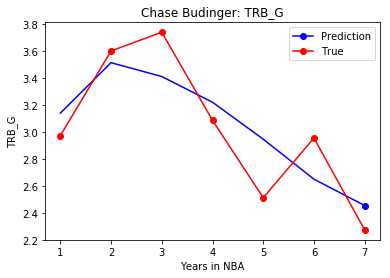 Chase Budinger: TRB_G
3.8
3.6
3.4
3.2
3.0
2.8
2.6
2.4
2.2
TRB_G
Prediction
True
1 2 3 4 5 6 7
Years in NBA